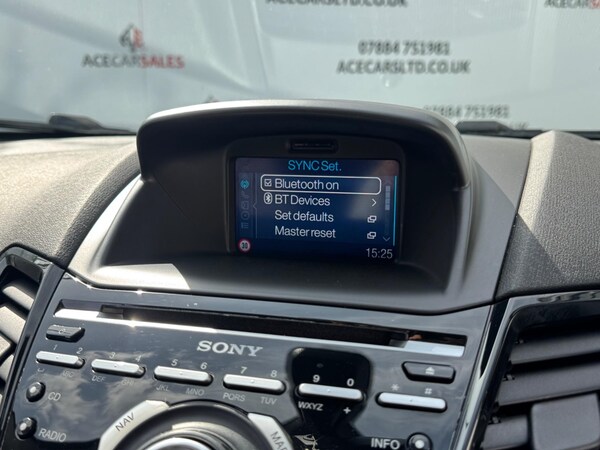 ACECARSALES
07884 751981
ACECARSLTD.CO.UK
07884 751981
SYNC Set.
Bluetooth on
BT Devices
Set defaults
Master reset
30
15:25
SONY
1 2
3 4
5 6
7 8
9 0
*
DEF
JKL MNO
PQRS TUV
WXYZ +
CD
RADIO
NAV
INFO